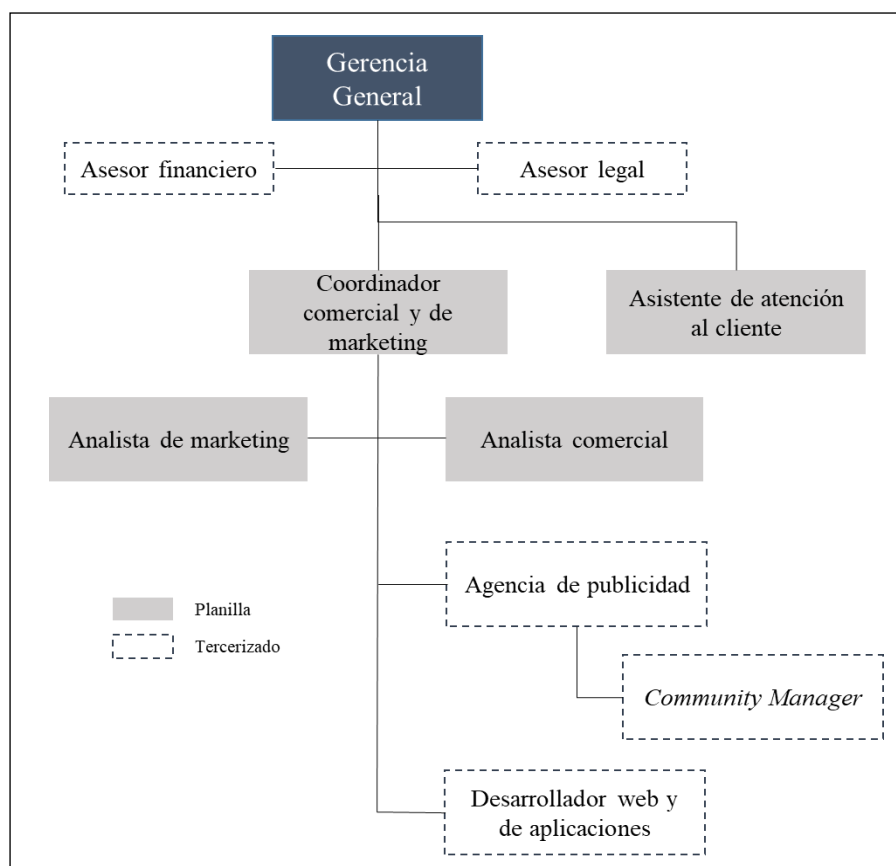 Gerencia
General
Asesor financiero
Asesor legal
Coordinador
comercial y de
marketing
Asistente de atención
al cliente
Analista de marketing
Analista comercial
Agencia de publicidad
Planilla
Tercerizado
Community Manager
Desarrollador web y
de aplicaciones